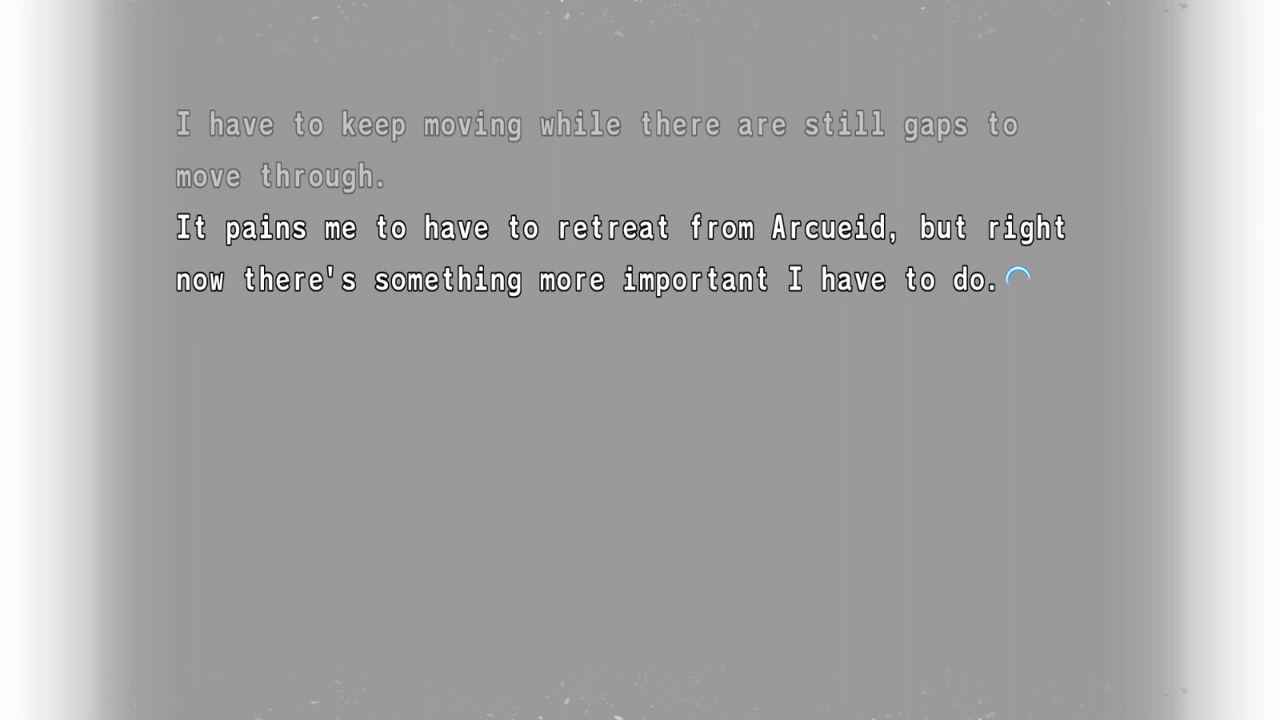 I have to keep moving while there are still gaps to
move through.
It pains me to have to retreat from Arcueid, but right
now there's something more important I have to do.